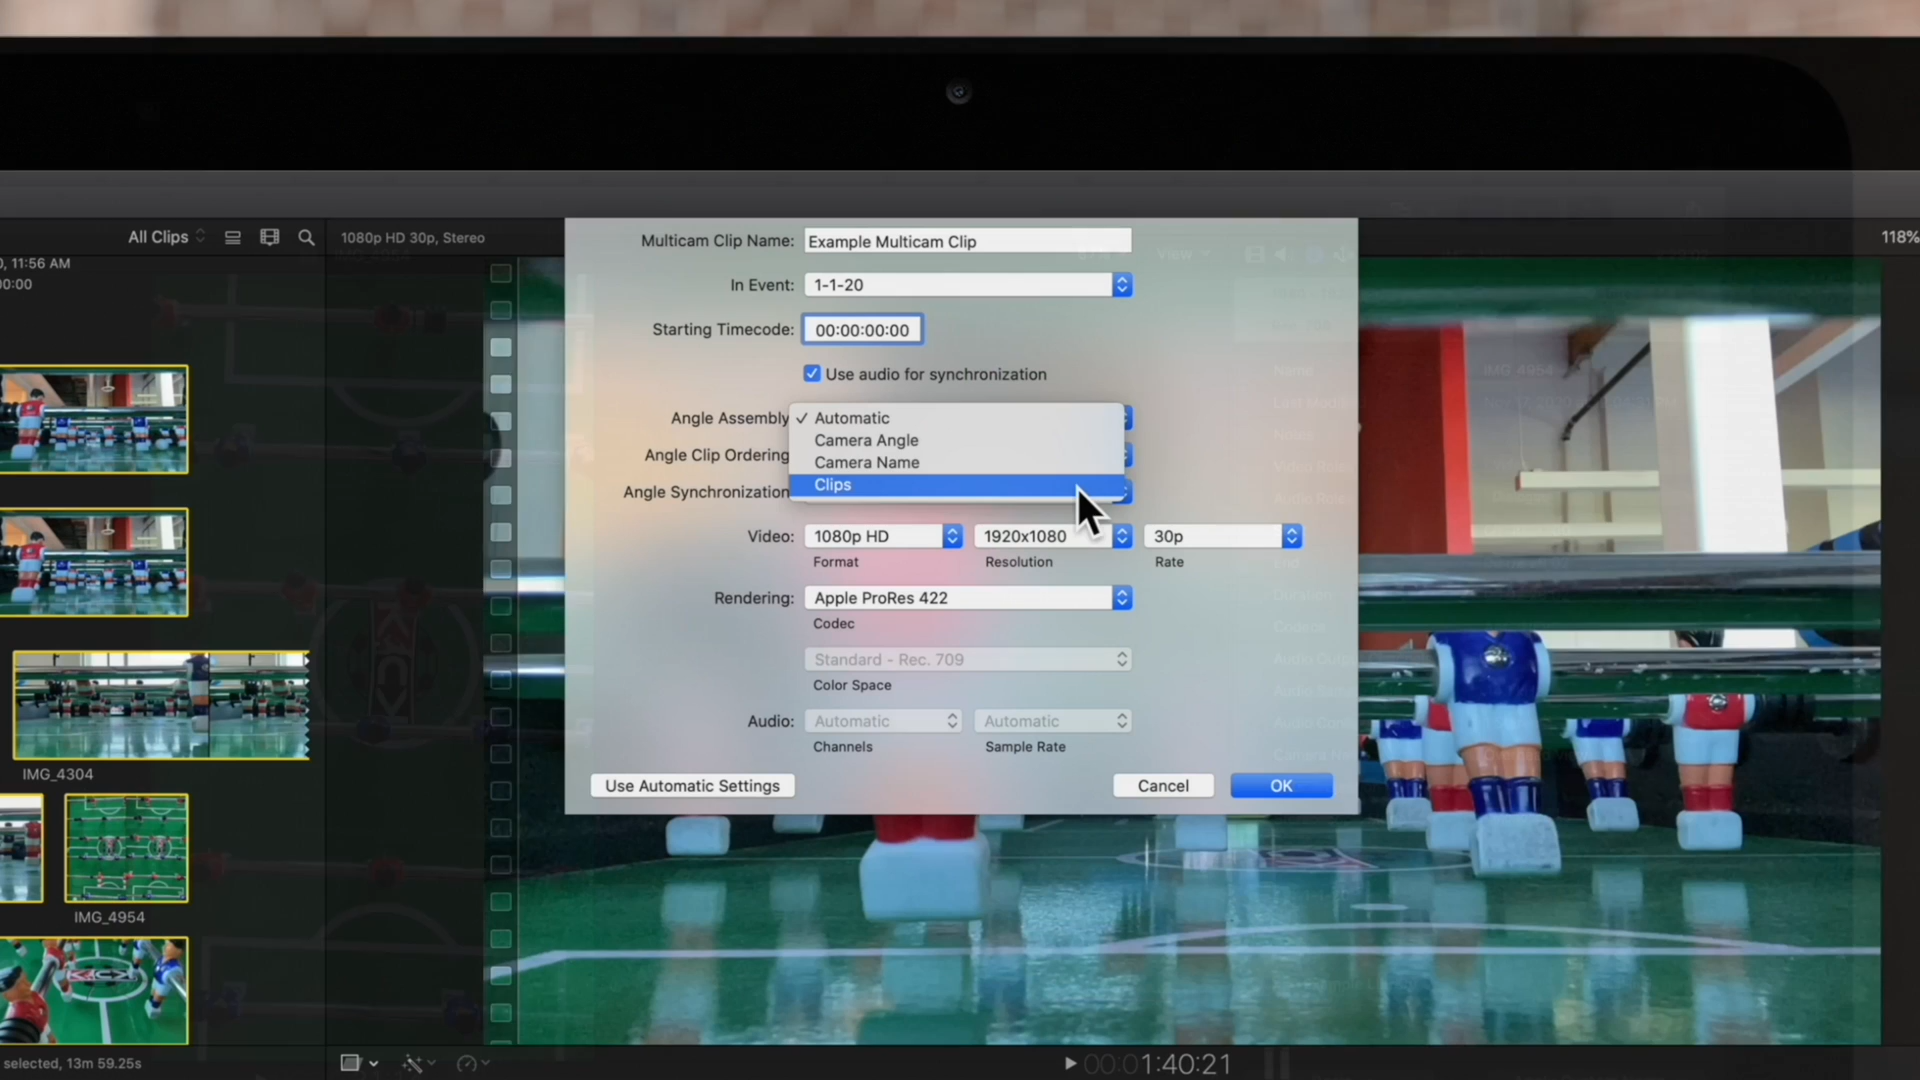 All Clips
1080p HD 30p, Stereo
118%
, 11:56 AM
00:00
Multicam Clip Name: Example Multicam Clip
In Event: 1-1-20
Starting Timecode: 00:00:00:00
Use audio for synchronization
Angle Assembly ✓ Automatic
Camera Angle
Angle Clip Ordering
Camera Name
Clips
Angle Synchronization
Video: 1080p HD 1920x1080 30p
Format Resolution Rate
Rendering: Apple ProRes 422
Codec
Standard - Rec. 709
Color Space
Audio: Automatic Automatic
Channels Sample Rate
Use Automatic Settings Cancel OK
IMG_4304
IMG_4954
selected, 13m 59.25s
00:01:40:21
View
IMG_4954
Name
Notes